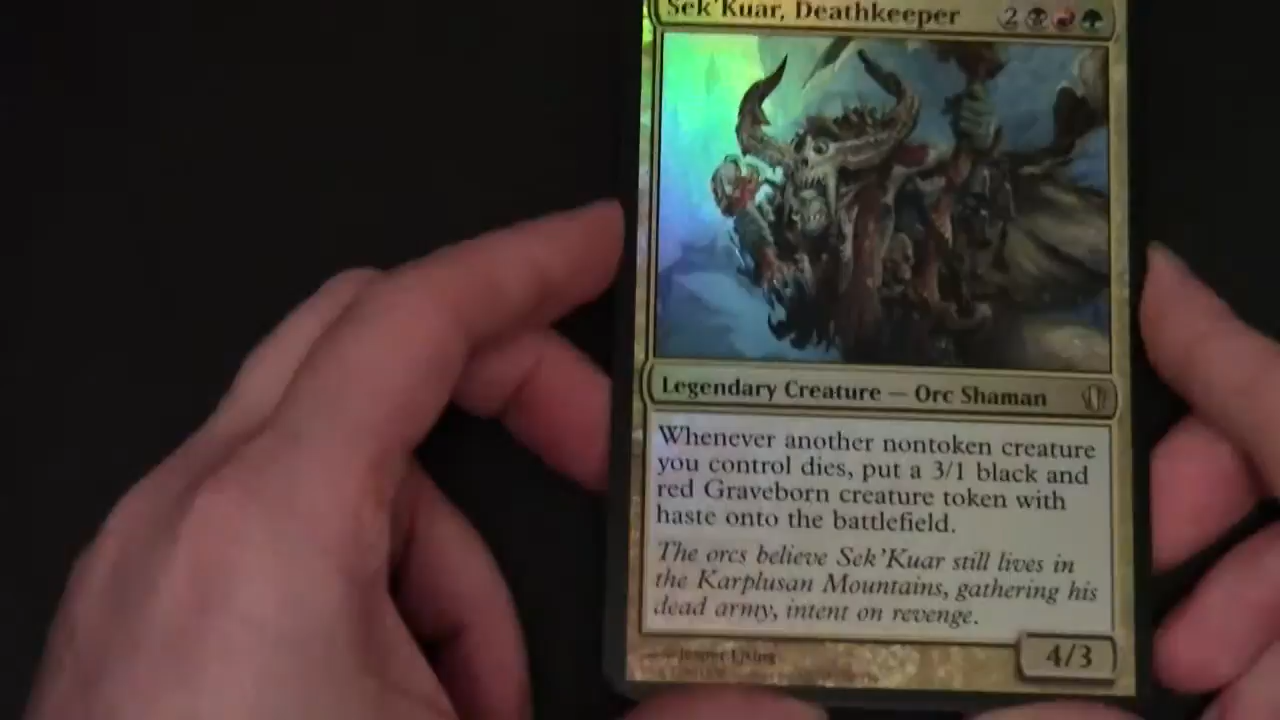 Sek'Kuar, Deathkeeper 2
Legendary Creature — Orc Shaman
Whenever another nontoken creature
you control dies, put a 3/1 black and
red Graveborn creature token with
haste onto the battlefield.
The orcs believe Sek'Kuar still lives in
the Karplusan Mountains, gathering his
dead army, intent on revenge.
4/3